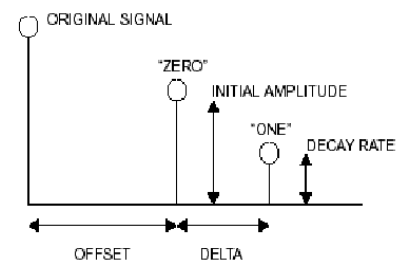 ORIGINAL SIGNAL
"ZERO"
INITIAL AMPLITUDE
"ONE"
DECAY RATE
OFFSET
DELTA